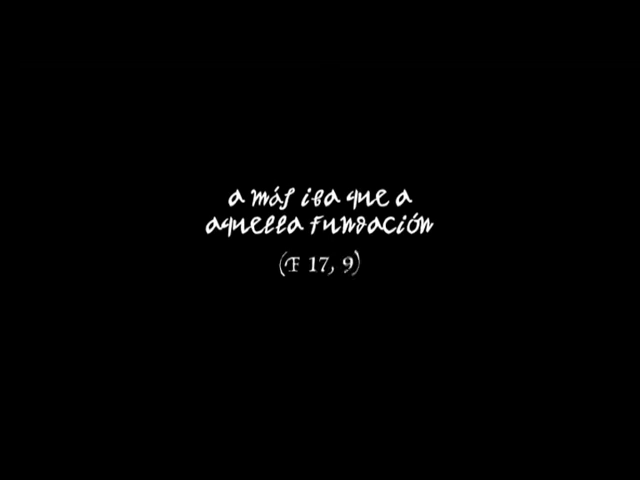 a más iba que a
aquella fundación
(F 17, 9)